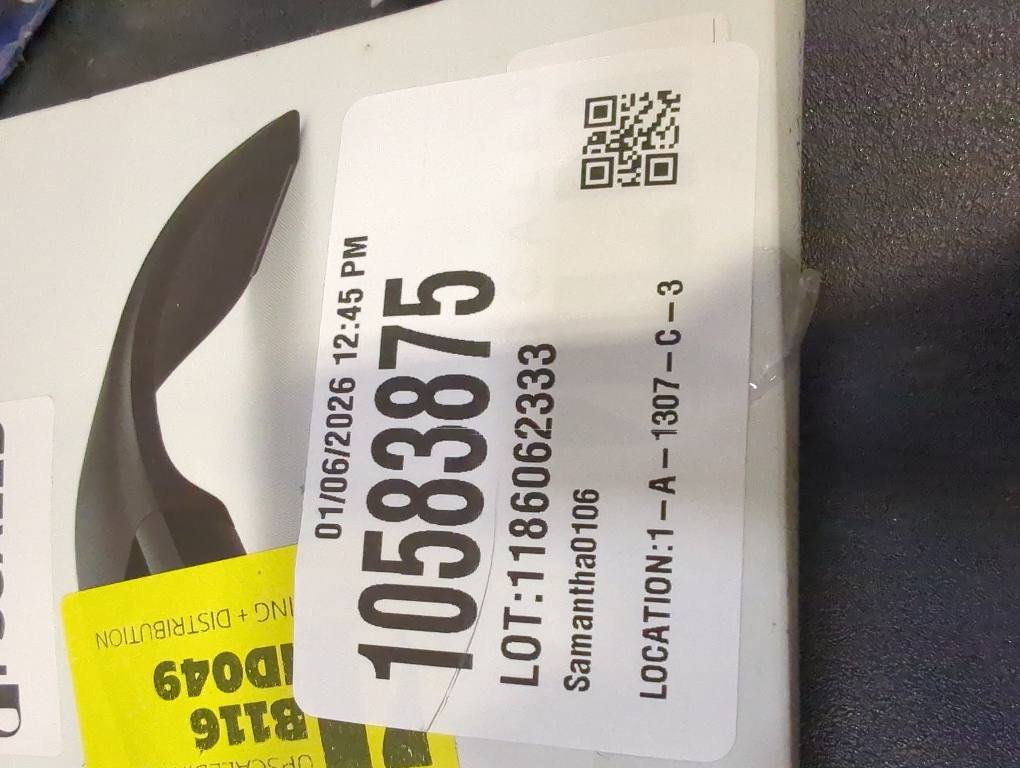 01/06/2026 12:45 PM
10583875
LOT:1186062333
Samantha0106
LOCATION:1-A-1307-C-3
ING + DISTRIBUTION
D049
B116